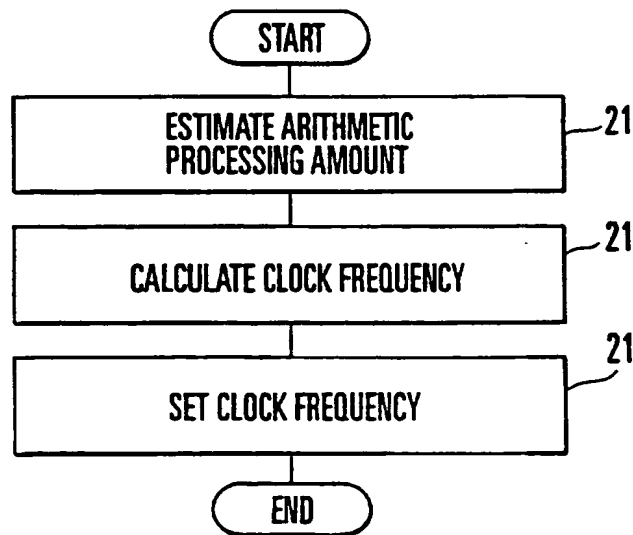 START
ESTIMATE ARITHMETIC
PROCESSING AMOUNT
21
CALCULATE CLOCK FREQUENCY
21
SET CLOCK FREQUENCY
21
END